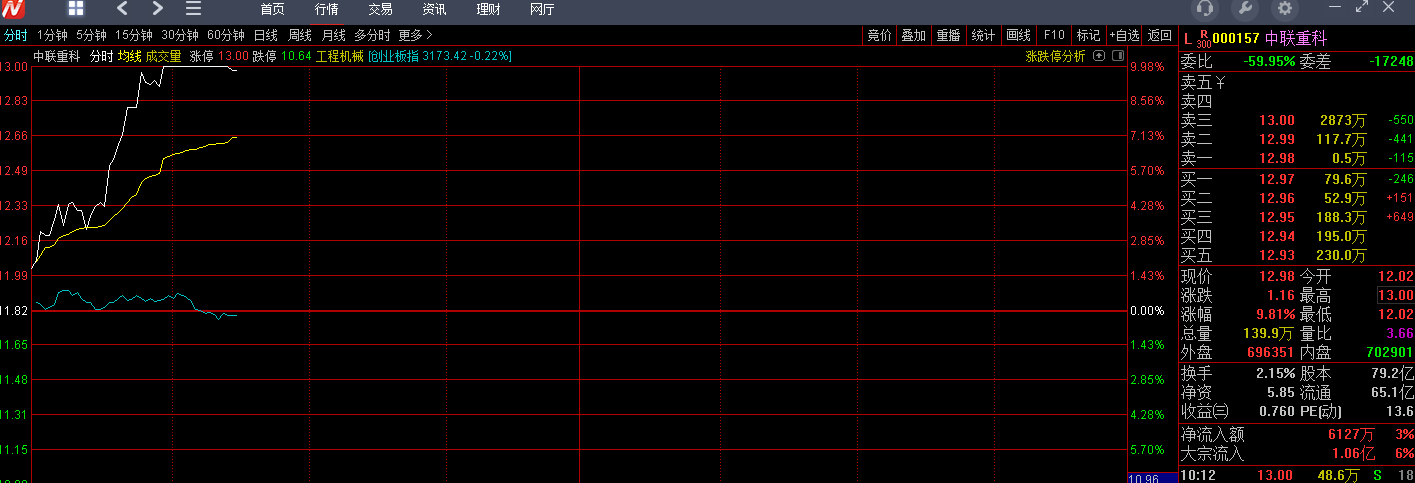 首页 行情 交易 资讯 理财 网厅
分时 1分钟 5分钟 15分钟 30分钟 60分钟 日线 周线 月线 多分时 更多 竞价 叠加 重播 统计 画线 F10 标记 +自选 返回
中联重科 分时 均线 成交量 涨停 13.00 跌停 10.64 工程机械 [创业板指 3173.42 -0.22%] 涨跌停分析
13.00 9.98%
12.83 8.56%
12.66 7.13%
12.49 5.70%
12.33 4.28%
12.16 2.85%
11.99 1.43%
11.82 0.00%
11.65 1.43%
11.48 2.85%
11.31 4.28%
11.15 5.70%
10.96
L R 300 000157 中联重科
委比 -59.95% 委差 -17248
卖五 ¥
卖四
卖三 13.00 2873万 -550
卖二 12.99 117.7万 -441
卖一 12.98 0.5万 -115
买一 12.97 79.6万 -246
买二 12.96 52.9万 +151
买三 12.95 188.3万 +649
买四 12.94 195.0万
买五 12.93 230.0万
现价 12.98 今开 12.02
涨跌 1.16 最高 13.00
涨幅 9.81% 最低 12.02
总量 139.9万 量比 3.66
外盘 696351 内盘 702901
换手 2.15% 股本 79.2亿
净资 5.85 流通 65.1亿
收益㈢ 0.760 PE(动) 13.6
净流入额 6127万 3%
大宗流入 1.06亿 6%
10:12 13.00 48.6万 S 18